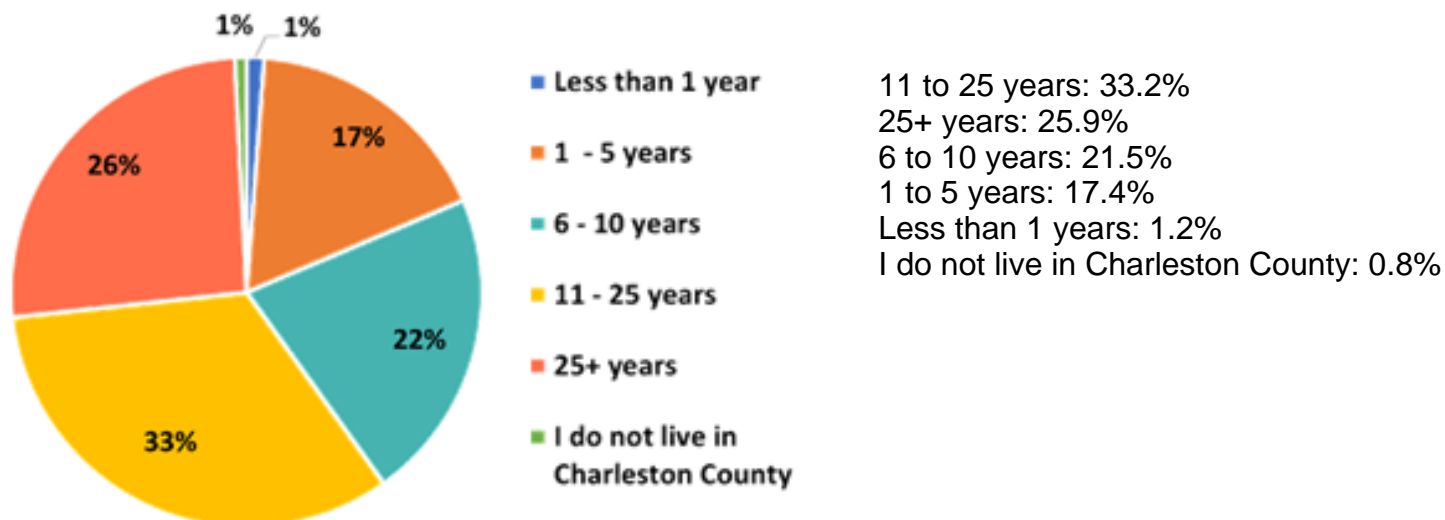 1%
1%
17%
26%
22%
33%
Less than 1 year
1 - 5 years
6 - 10 years
11 - 25 years
25+ years
I do not live in
Charleston County
11 to 25 years: 33.2%
25+ years: 25.9%
6 to 10 years: 21.5%
1 to 5 years: 17.4%
Less than 1 years: 1.2%
I do not live in Charleston County: 0.8%